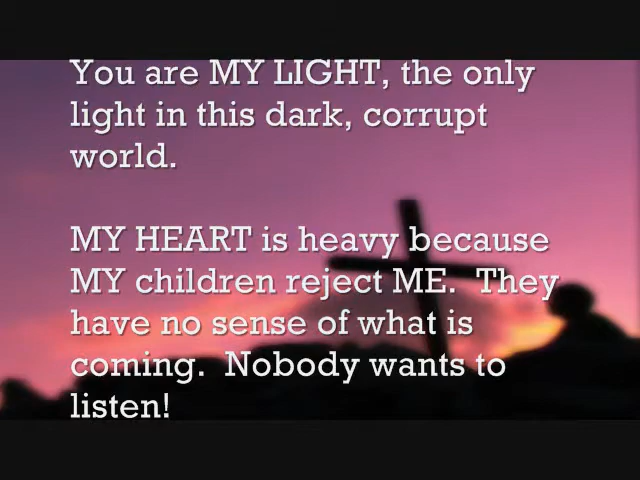 You are MY LIGHT, the only
light in this dark, corrupt
world.
MY HEART is heavy because
MY children reject ME.  They
have no sense of what is
coming.  Nobody wants to
listen!